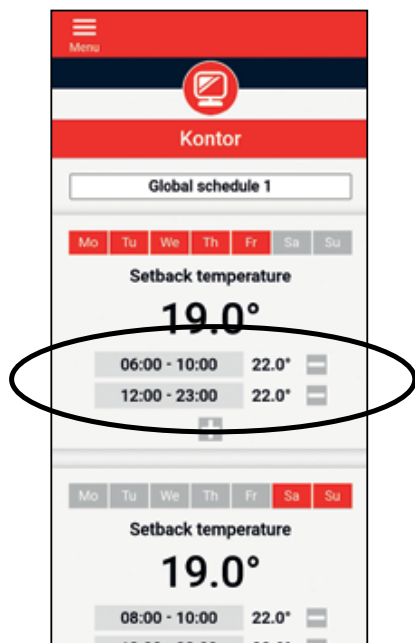 Menu
Kontor
Global schedule 1
Mo Tu We Th Fr Sa Su
Setback temperature
19.0°
06:00 - 10:00 22.0°
12:00 - 23:00 22.0°
Mo Tu We Th Fr Sa Su
Setback temperature
19.0°
08:00 - 10:00 22.0°